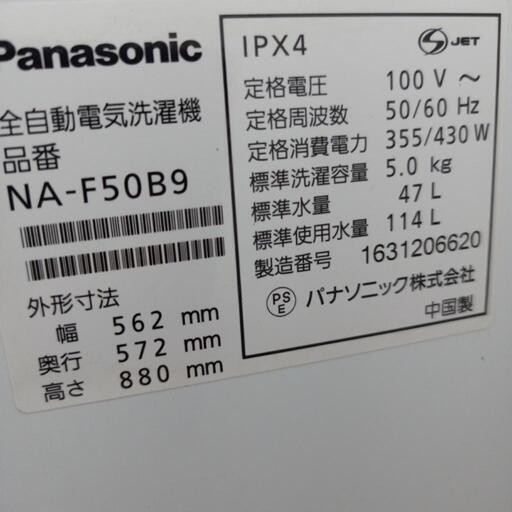 Panasonic
全自動電気洗濯機
品番
NA-F50B9
外形寸法
幅 562 mm
奥行 572 mm
高さ 880 mm
IPX4
S JET
定格電圧 100 V ～
定格周波数 50/60 Hz
定格消費電力 355/430 W
標準洗濯容量 5.0 kg
標準水量 47 L
標準使用水量 114 L
製造番号 1631206620
PS
E パナソニック株式会社
中国製